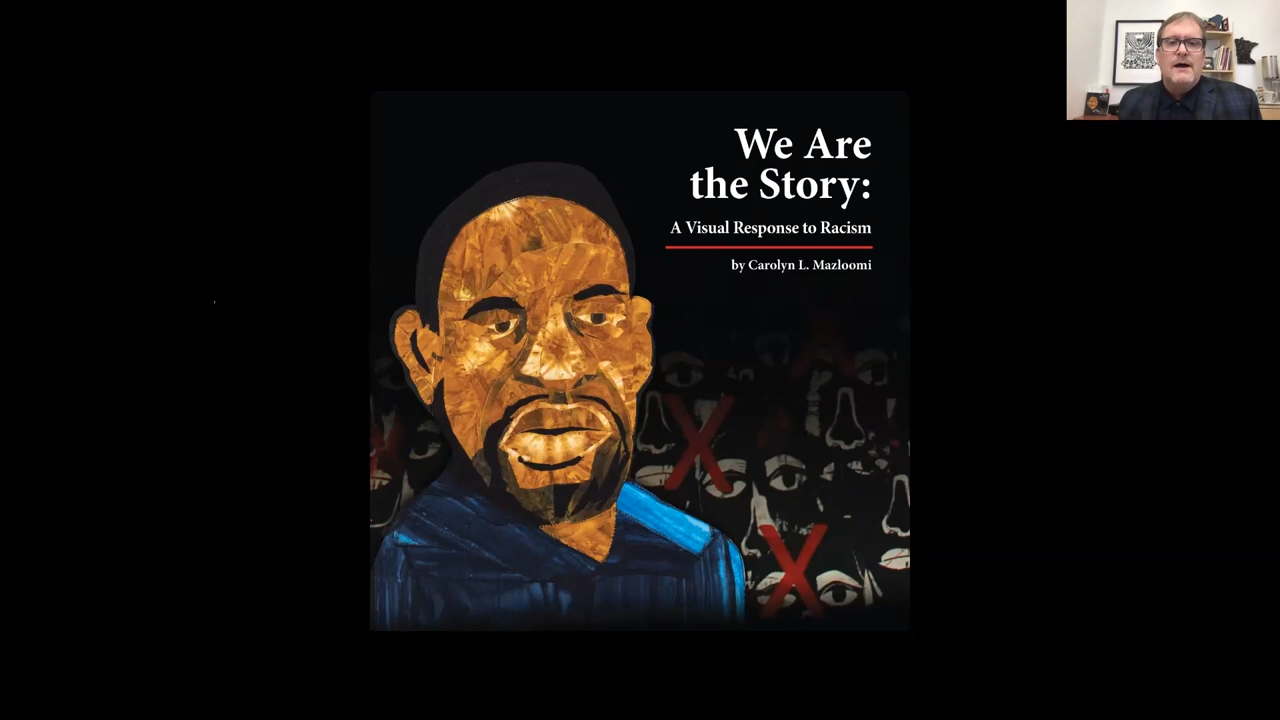 We Are
the Story:
A Visual Response to Racism
by Carolyn L. Mazloomi